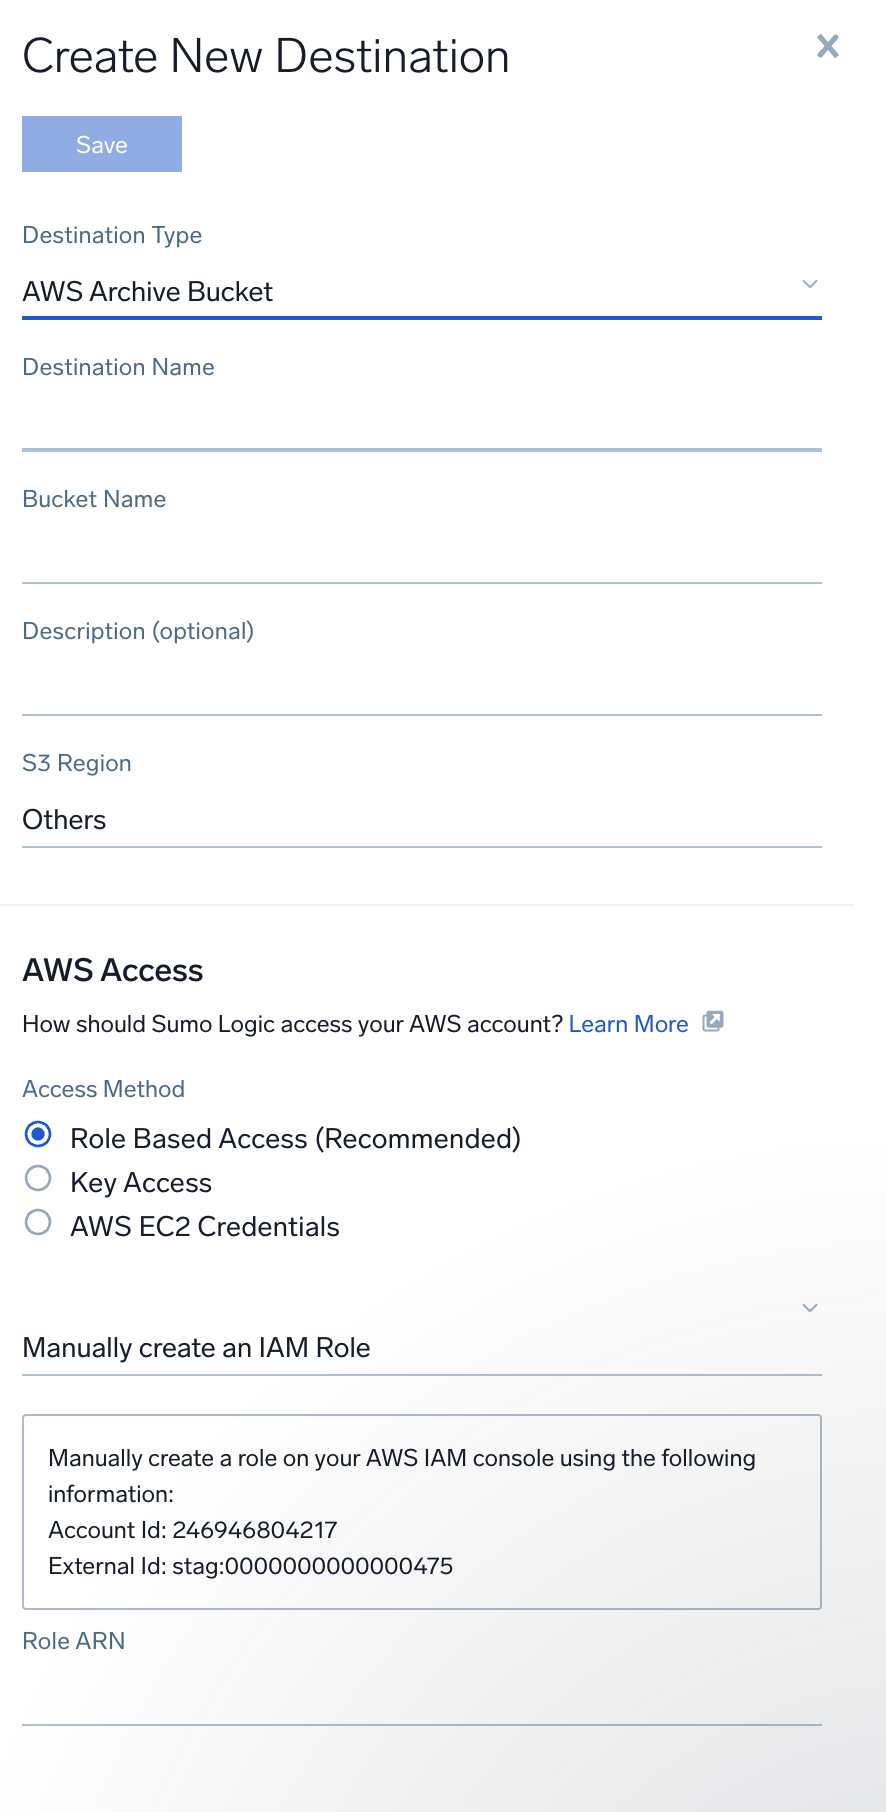 Create New Destination
Save
Destination Type
AWS Archive Bucket
Destination Name
Bucket Name
Description (optional)
S3 Region
Others
AWS Access
How should Sumo Logic access your AWS account? Learn More
Access Method
Role Based Access (Recommended)
Key Access
AWS EC2 Credentials
Manually create an IAM Role
Manually create a role on your AWS IAM console using the following
information:
Account Id: 246946804217
External Id: stag:0000000000000475
Role ARN